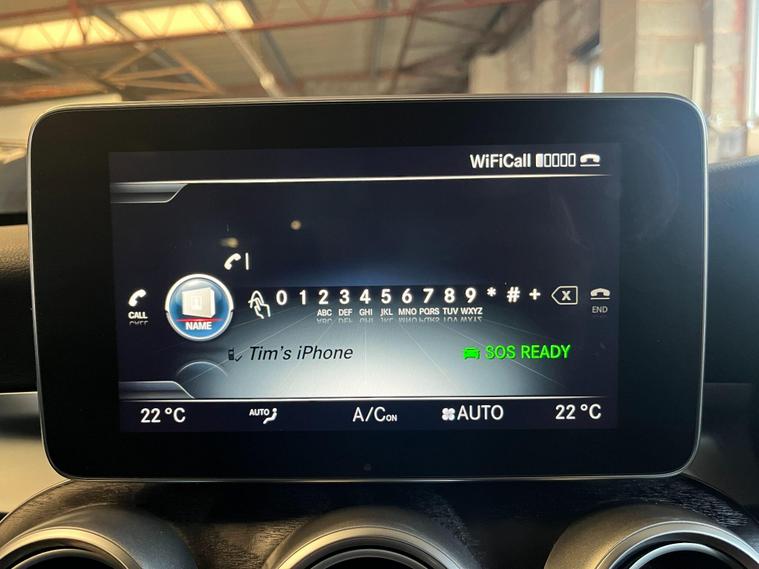 WiFiCall
CALL
NAME
0 1 2 3 4 5 6 7 8 9 * # + X
ABC DEF GHI JKL MNO PQRS TUV WXYZ
END
Tim's iPhone
SOS READY
22 °C AUTO A/C ON AUTO 22 °C